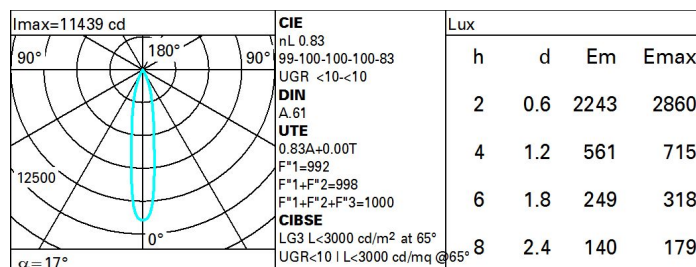 Imax=11439 cd
90°
180°
90°
12500
0°
α=17°
CIE
nL 0.83
99-100-100-100-83
UGR <10-<10
DIN
A.61
UTE
0.83A+0.00T
F"1=992
F"1+F"2=998
F"1+F"2+F"3=1000
CIBSE
LG3 L<3000 cd/m² at 65°
UGR<10 | L<3000 cd/mq @65°
Lux
h d Em Emax
2 0.6 2243 2860
4 1.2 561 715
6 1.8 249 318
8 2.4 140 179